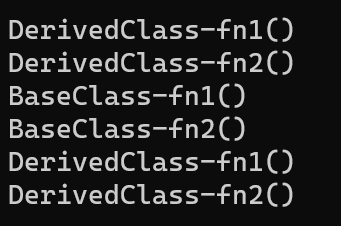 DerivedClass-fn1()
DerivedClass-fn2()
BaseClass-fn1()
BaseClass-fn2()
DerivedClass-fn1()
DerivedClass-fn2()